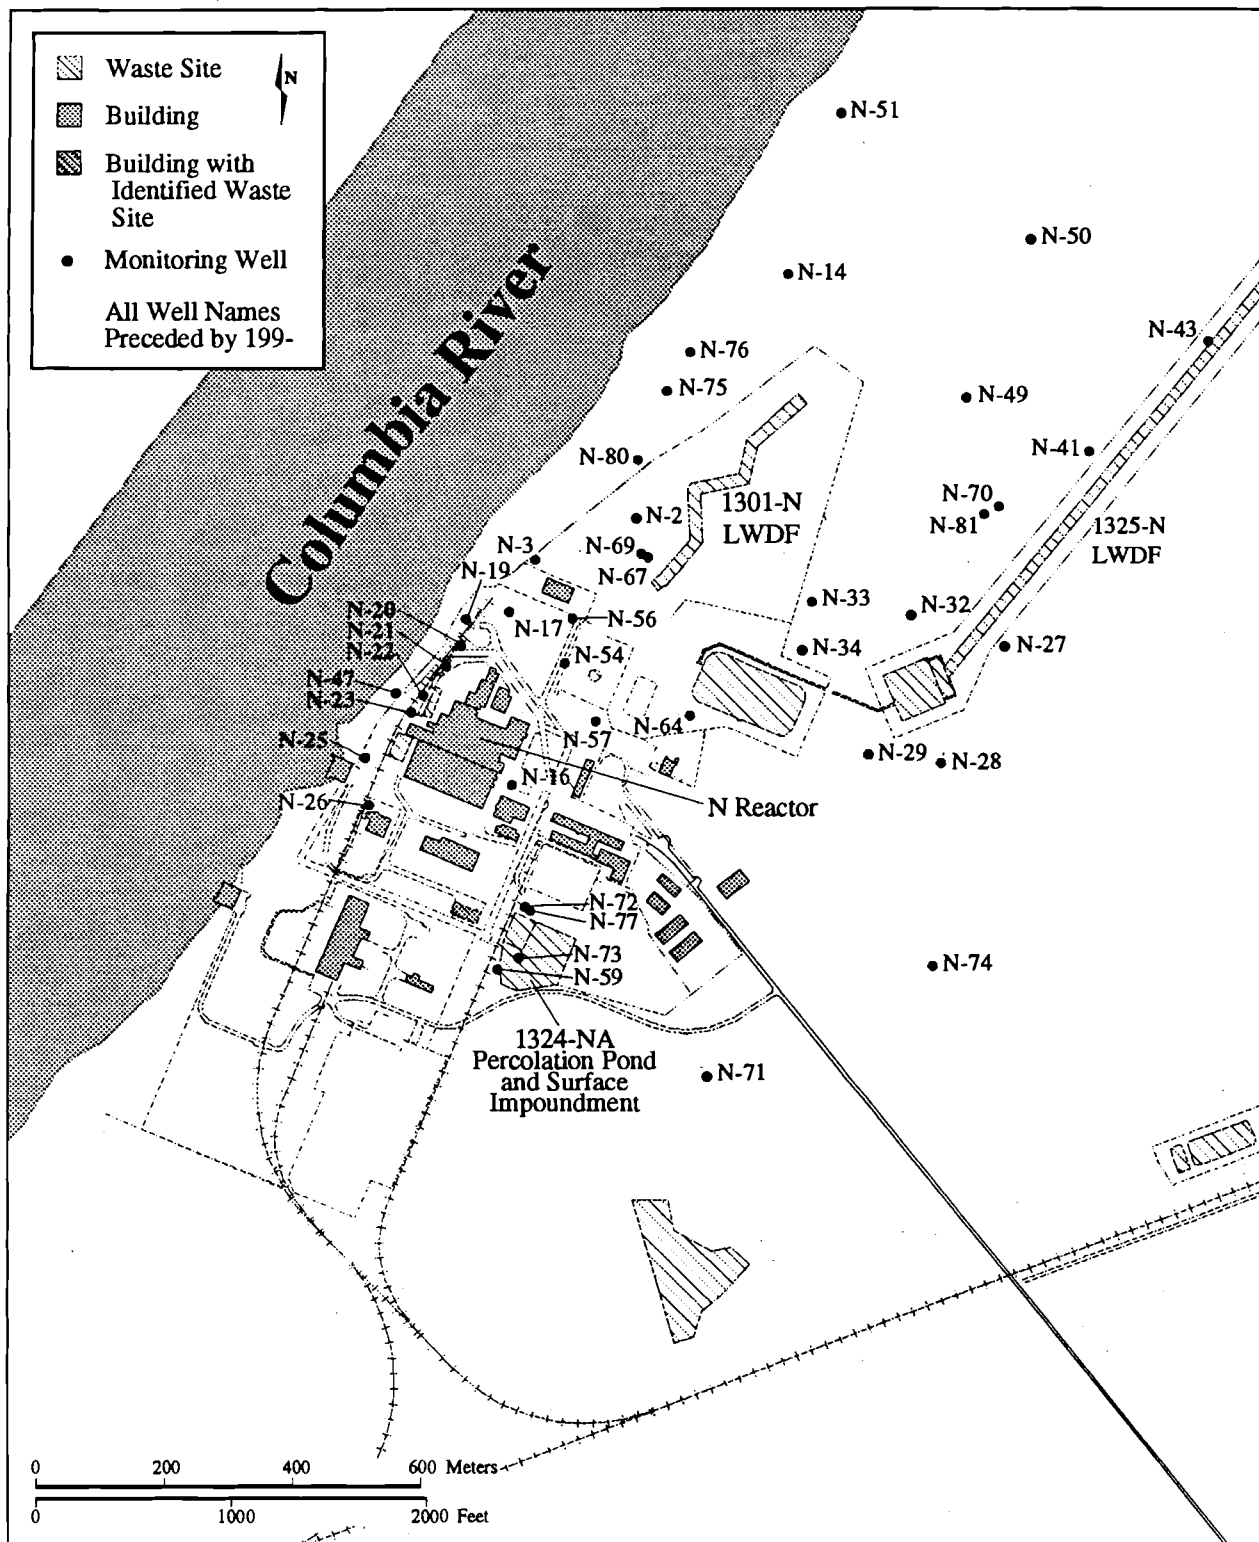 Waste Site
N
Building
Building with
Identified Waste
Site
Monitoring Well
All Well Names
Preceded by 199-
Columbia River
N-51
N-50
N-14
N-43
N-76
N-75
N-49
N-80
N-41
1301-N
LWDF
N-70
N-81
1325-N
LWDF
N-2
N-69
N-67
N-3
N-19
N-33
N-32
N-20
N-21
N-22
N-17
N-56
N-27
N-34
N-54
N-47
N-23
N-64
N-57
N-25
N-29
N-28
N-16
N-26
N Reactor
N-72
N-77
N-73
N-59
N-74
1324-NA
Percolation Pond
and Surface
Impoundment
N-71
0 200 400 600 Meters
0 1000 2000 Feet